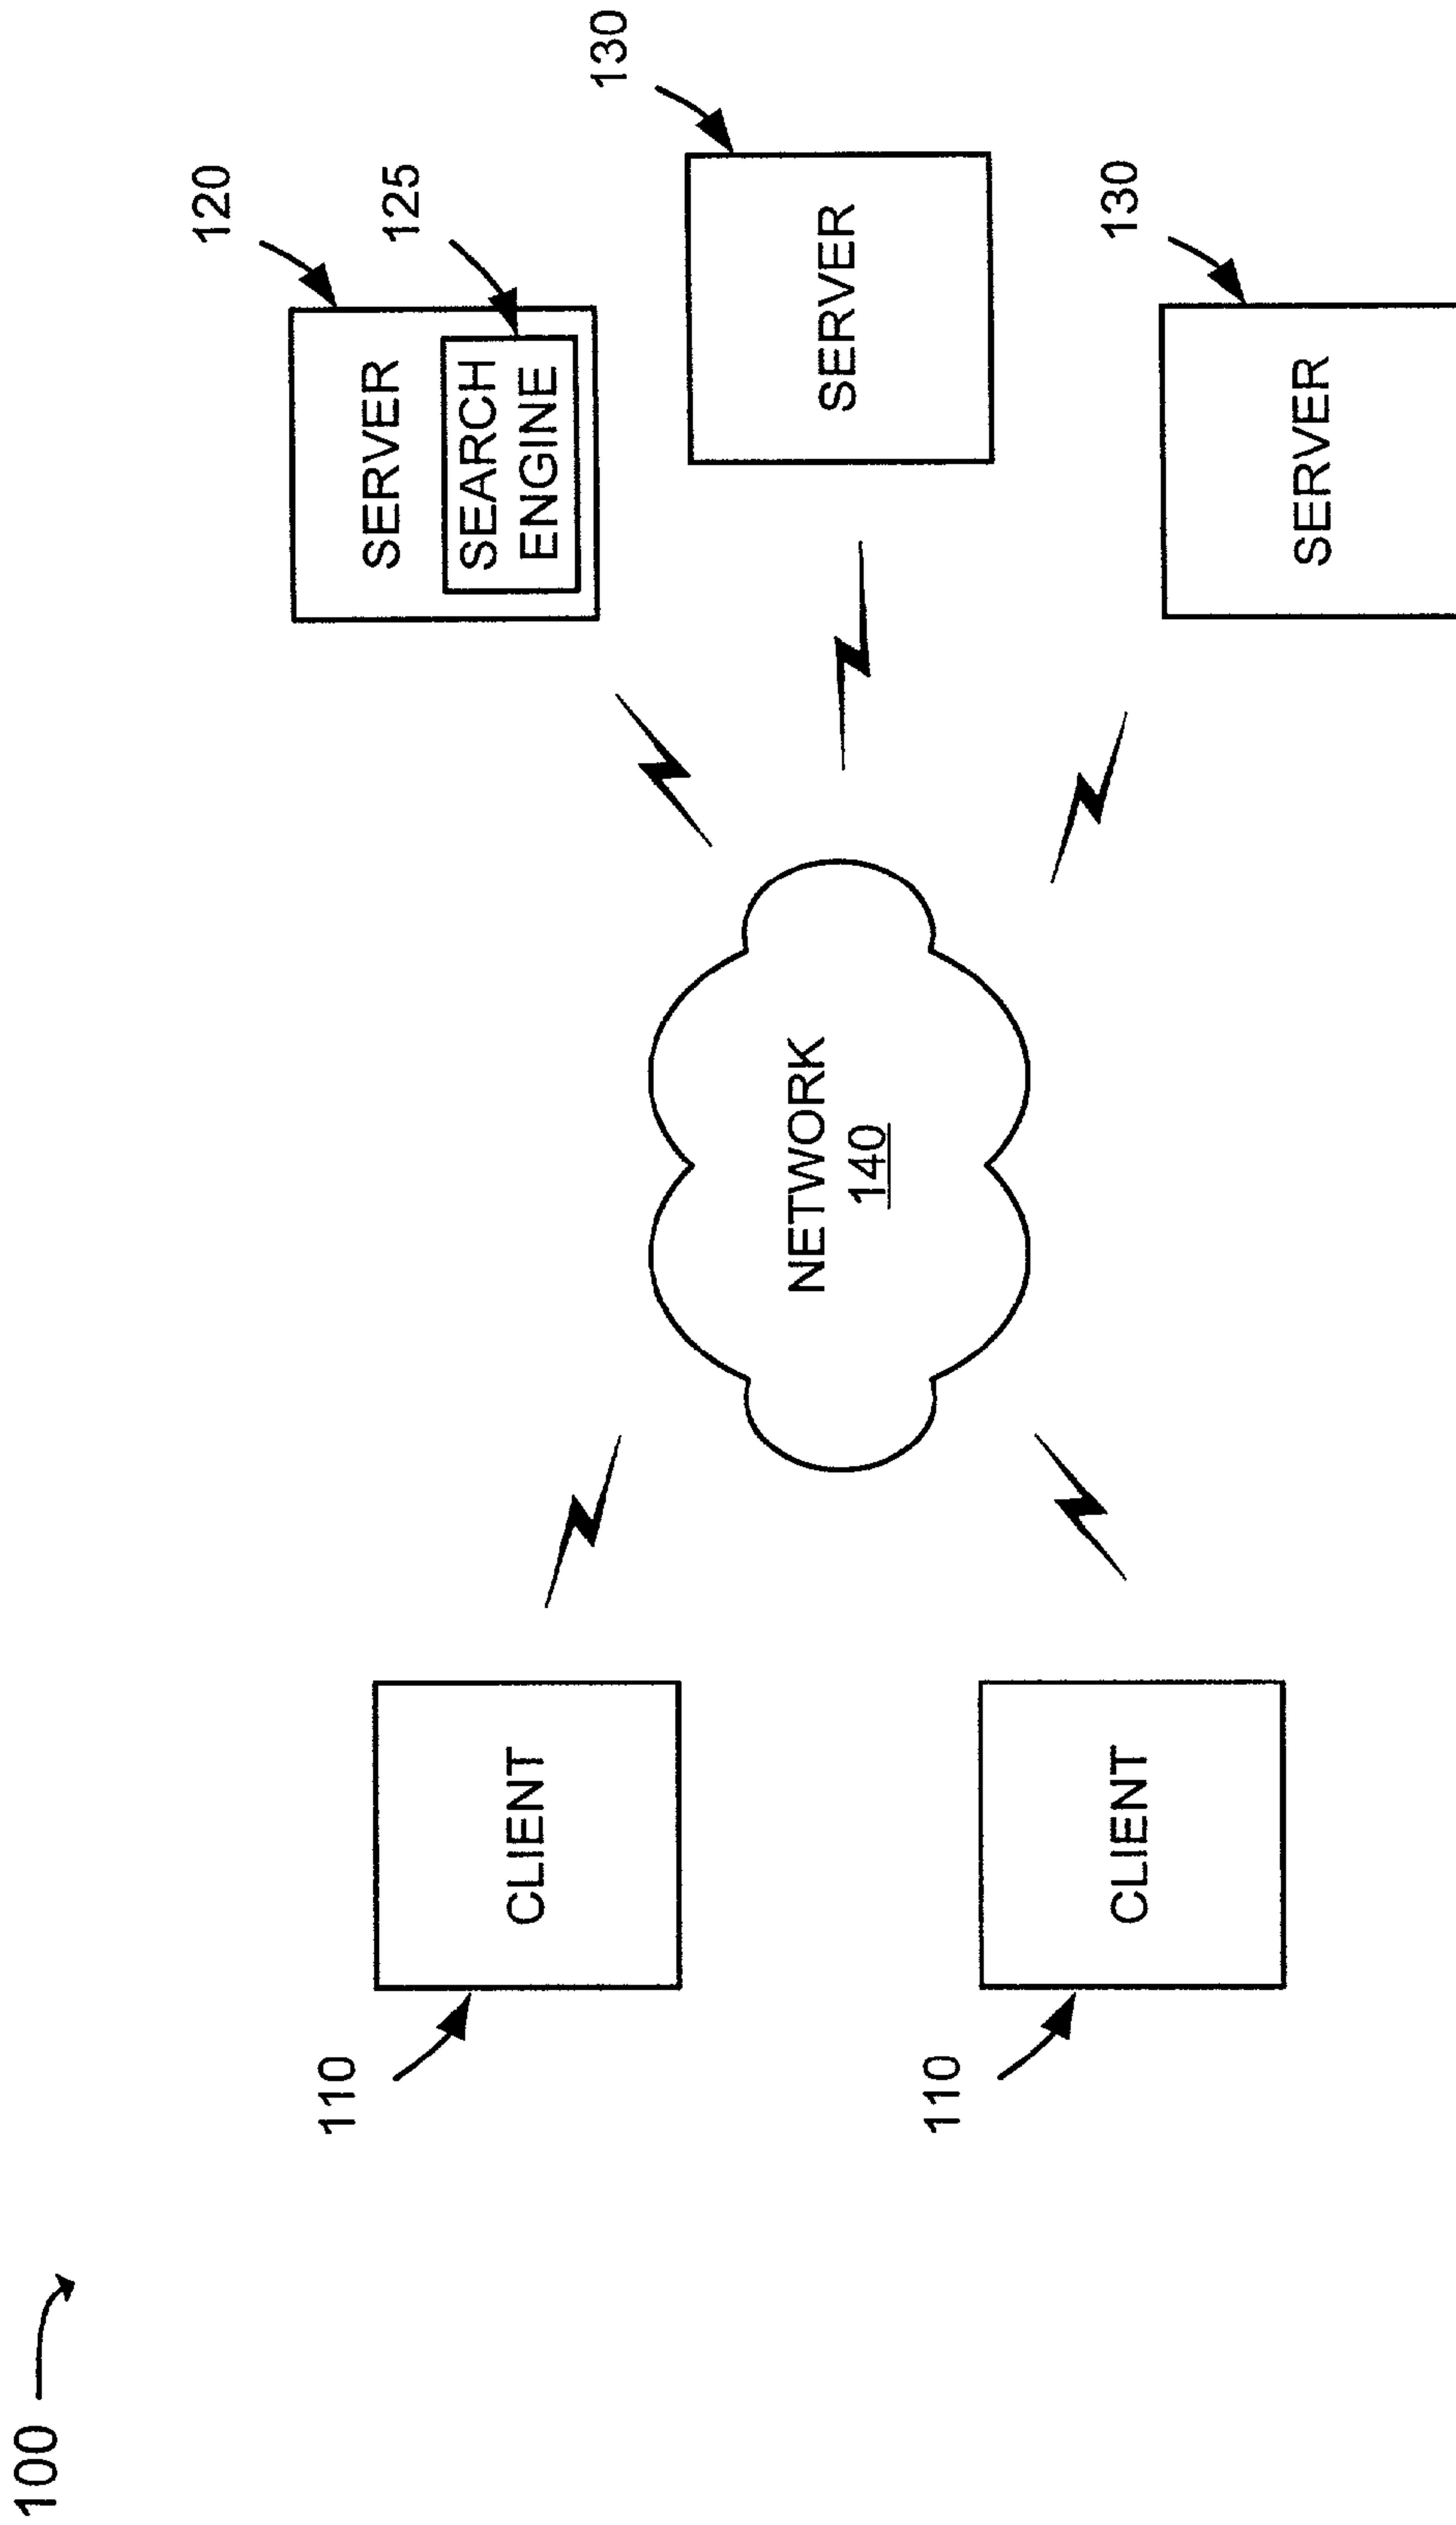 100
110
CLIENT
110
CLIENT
NETWORK
140
120
SERVER
125
SEARCH
ENGINE
130
SERVER
130
SERVER